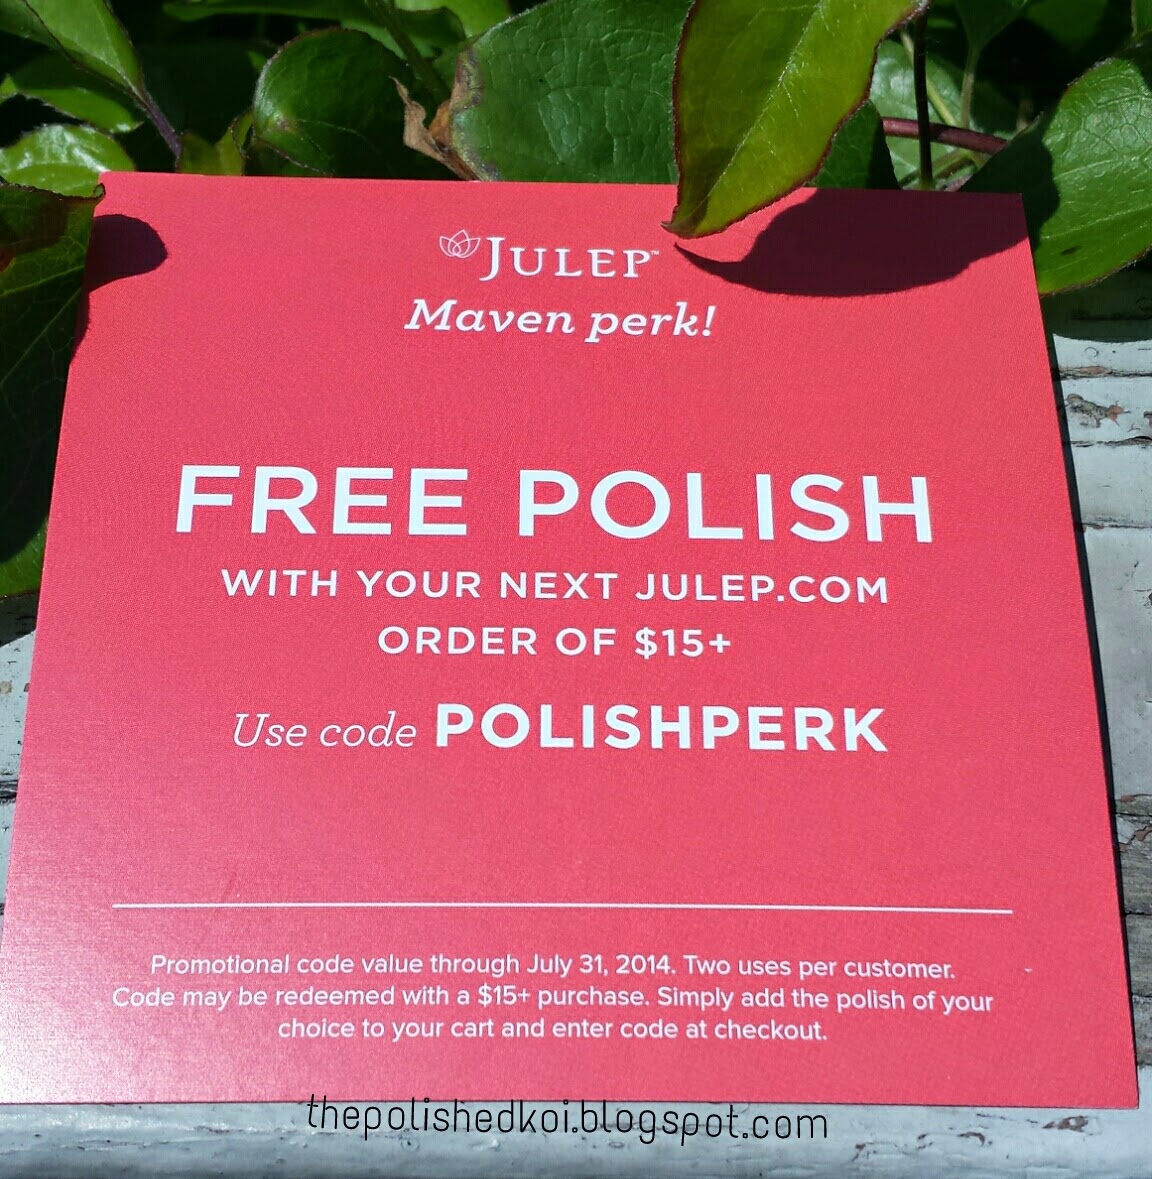 JULEP™
Maven perk!
FREE POLISH
WITH YOUR NEXT JULEP.COM
ORDER OF $15+
Use code POLISHPERK
Promotional code value through July 31, 2014. Two uses per customer.
Code may be redeemed with a $15+ purchase. Simply add the polish of your
choice to your cart and enter code at checkout.
thepolishedkoi.blogspot.com